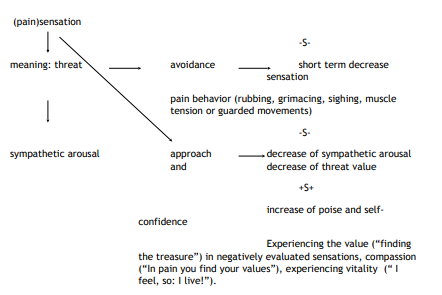 (pain)sensation
-S-
meaning: threat avoidance short term decrease
sensation
pain behavior (rubbing, grimacing, sighing, muscle
tension or guarded movements)
-S-
sympathetic arousal approach decrease of sympathetic arousal
and decrease of threat value
+S+
increase of poise and self-
confidence
Experiencing the value (“finding
the treasure”) in negatively evaluated sensations, compassion
(“In pain you find your values”), experiencing vitality (“ I
feel, so: I live!”).